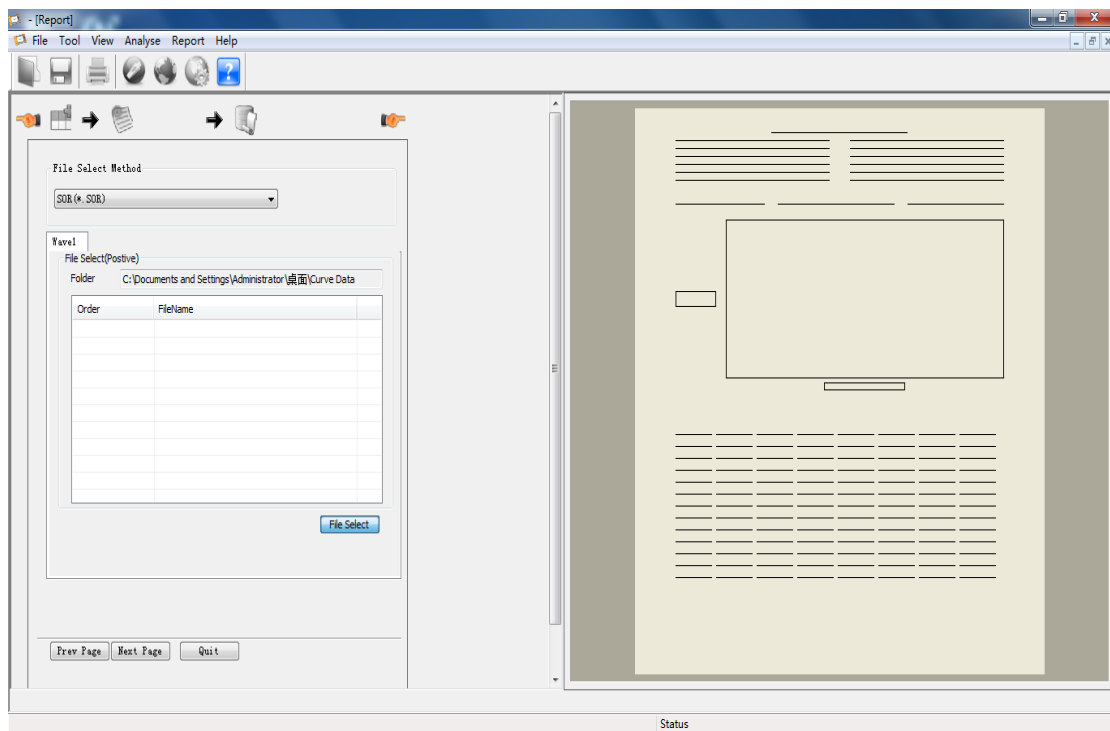 - [Report]
File Tool View Analyse Report Help
?
File Select Method
SOR(*.SOR)
Wave1
File Select(Postive)
Folder C:\Documents and Settings\Administrator\桌面\Curve Data
Order FileName
File Select
Prev Page Next Page Quit
Status